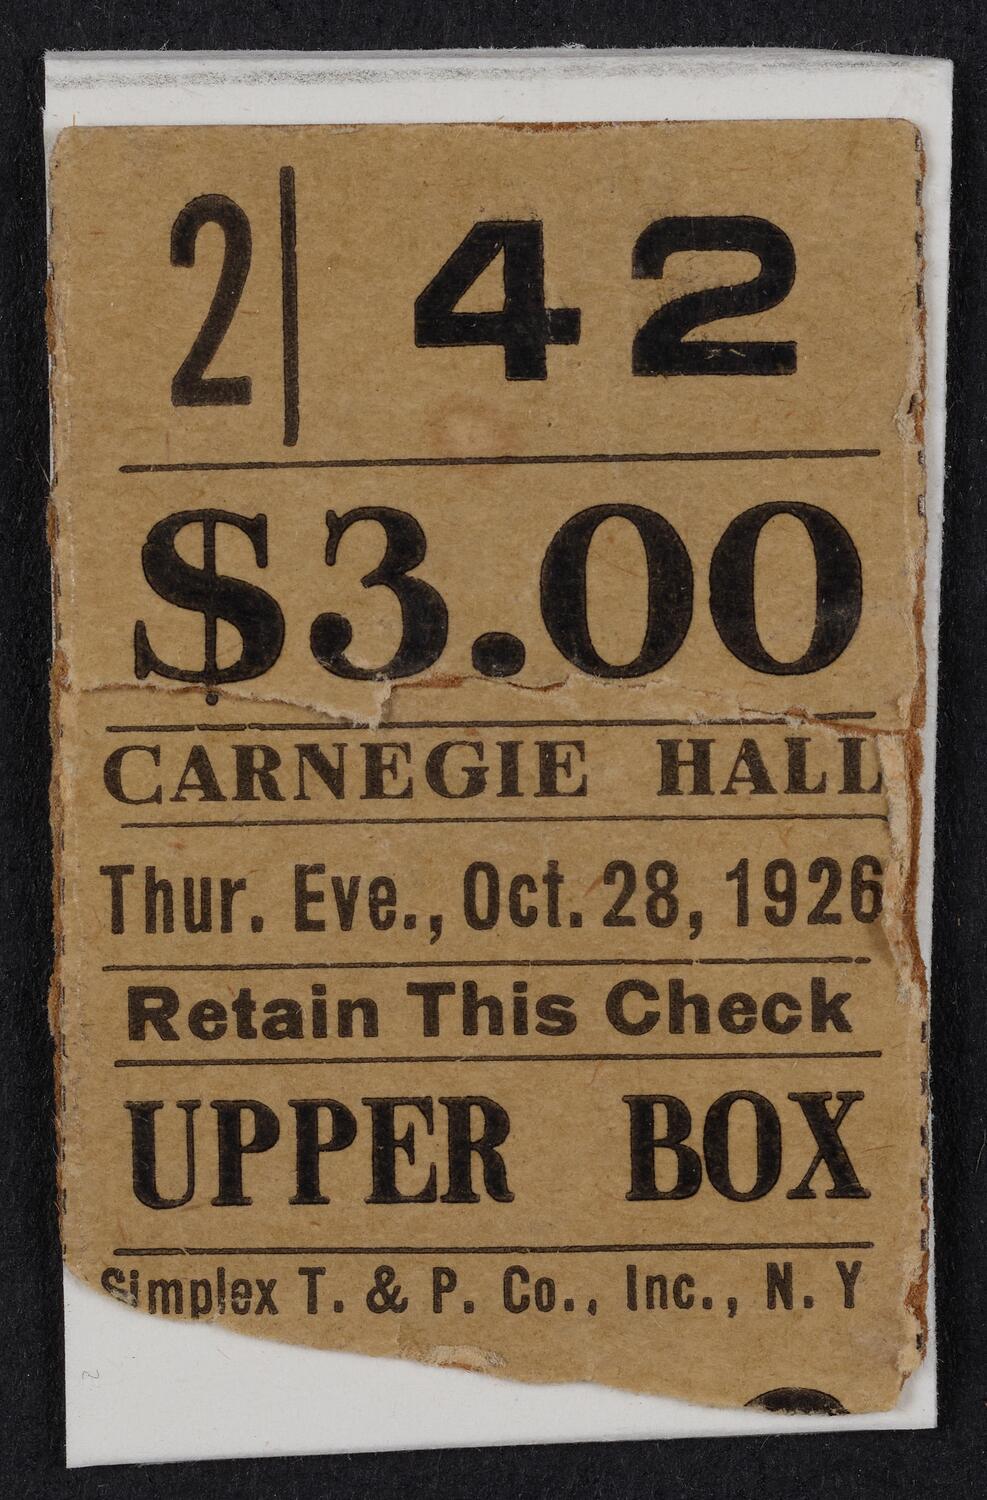 2 | 42
$3.00
CARNEGIE HALL
Thur. Eve., Oct. 28, 1926
Retain This Check
UPPER BOX
Simplex T. & P. Co., Inc., N. Y